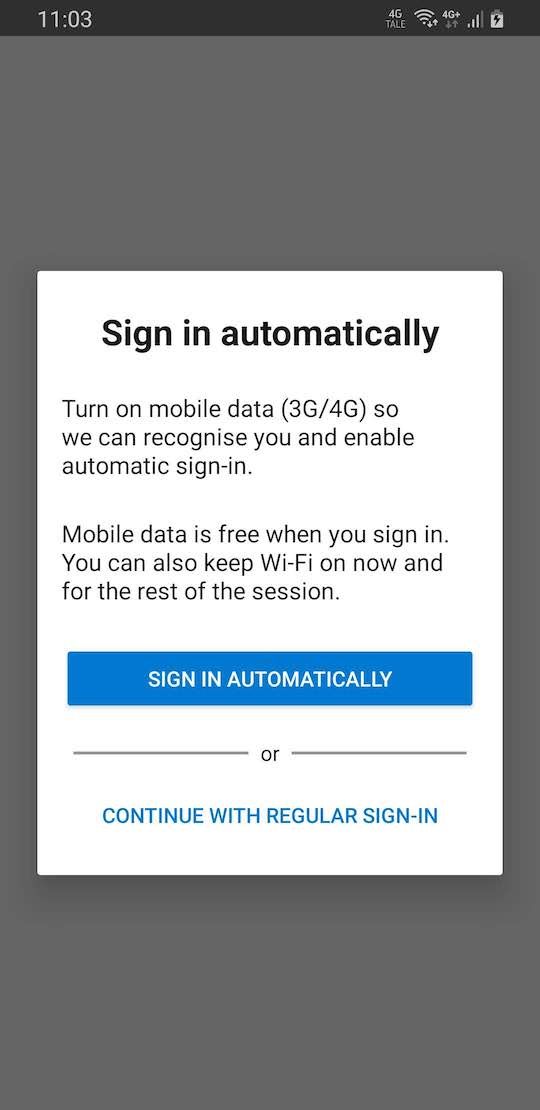 11:03
4G
TALE
4G+
Sign in automatically
Turn on mobile data (3G/4G) so
we can recognise you and enable
automatic sign-in.
Mobile data is free when you sign in.
You can also keep Wi-Fi on now and
for the rest of the session.
SIGN IN AUTOMATICALLY
or
CONTINUE WITH REGULAR SIGN-IN